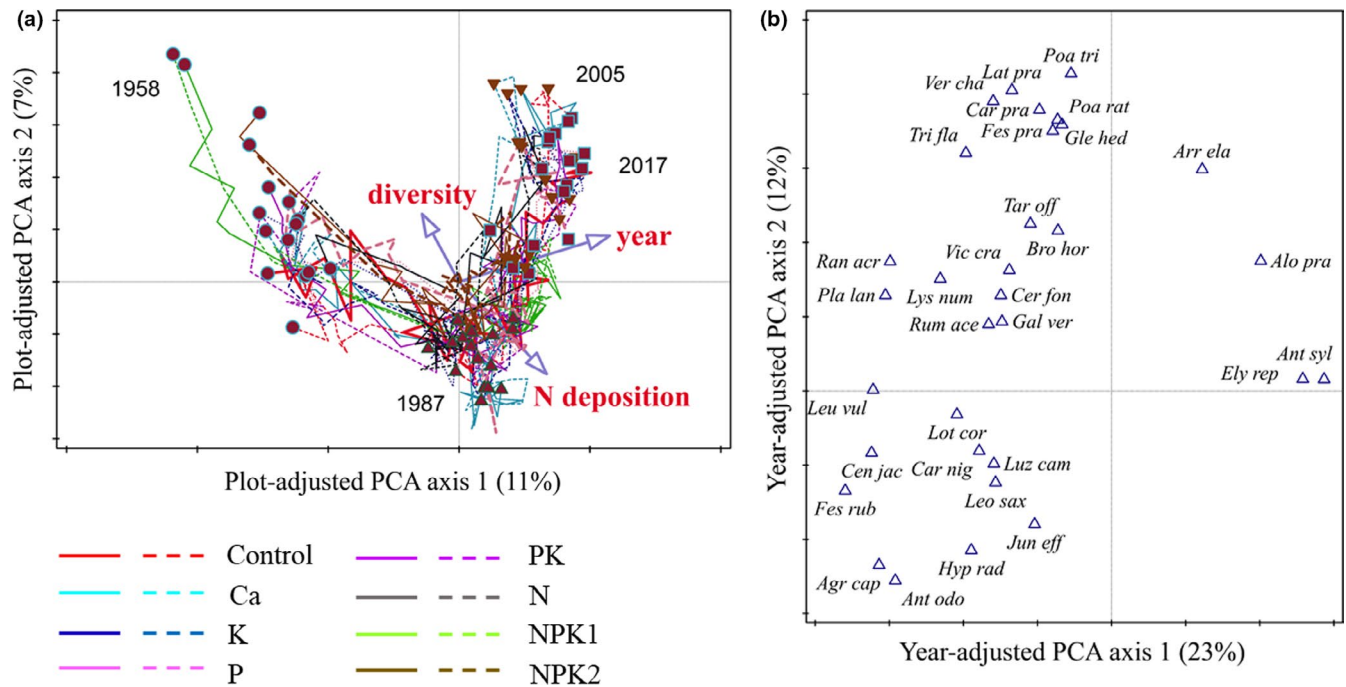 (a)
1958
2005
2017
diversity
year
1987
N deposition
Plot-adjusted PCA axis 2 (7%)
Plot-adjusted PCA axis 1 (11%)
Control
Ca
K
P
PK
N
NPK1
NPK2
(b)
Poa tri
Lat pra
Ver cha
Car pra
Poa rat
Fes pra
Gle hed
Tri fla
Arr ela
Tar off
Bro hor
Vic cra
Ran acr
Alo pra
Pla lan
Lys num
Cer fon
Rum ace
Gal ver
Ant syl
Ely rep
Leu vul
Lot cor
Cen jac
Car nig
Luz cam
Fes rub
Leo sax
Jun eff
Hyp rad
Agr cap
Ant odo
Year-adjusted PCA axis 2 (12%)
Year-adjusted PCA axis 1 (23%)